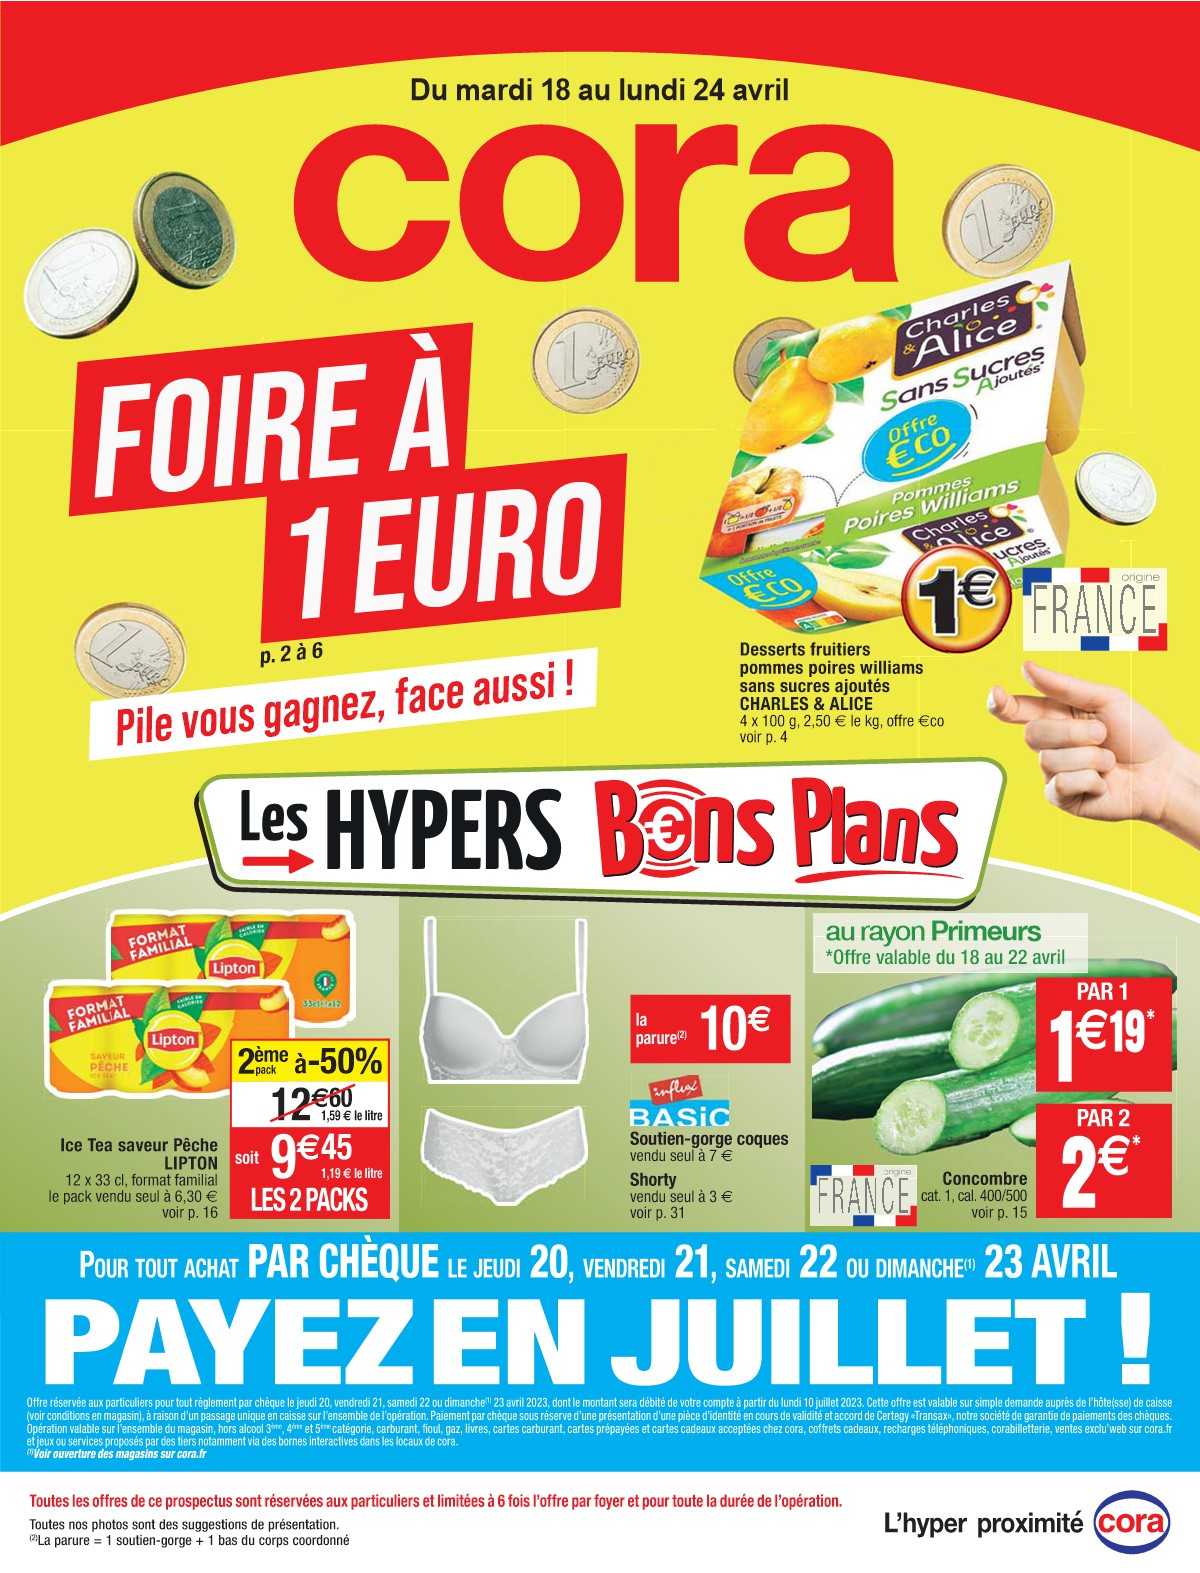 Du mardi 18 au lundi 24 avril
cora
FOIRE À
1 EURO
p. 2 à 6
Pile vous gagnez, face aussi !
Charles
& Alice
Sans Sucres
Ajoutés*
Offre
€CO
Pommes
Poires Williams
Charles
& Alice
Offre
€CO
1€
origine
FRANCE
Desserts fruitiers
pommes poires williams
sans sucres ajoutés
CHARLES & ALICE
4 x 100 g, 2,50 € le kg, offre €co
voir p. 4
Les HYPERS Bons Plans
FORMAT
FAMILIAL
FAIBLE EN
CALORIES
Lipton
33cl x12
FORMAT
FAMILIAL
FAIBLE EN
CALORIES
Lipton
SAVEUR
PÊCHE
2ème pack à -50%
12€60
1,59 € le litre
soit 9€45
1,19 € le litre
LES 2 PACKS
Ice Tea saveur Pêche
LIPTON
12 x 33 cl, format familial
le pack vendu seul à 6,30 €
voir p. 16
la parure(2) 10€
influx
BASiC
Soutien-gorge coques
vendu seul à 7 €
Shorty
vendu seul à 3 €
voir p. 31
au rayon Primeurs
*Offre valable du 18 au 22 avril
PAR 1
1€19*
PAR 2
2€*
origine
FRANCE
Concombre
cat. 1, cal. 400/500
voir p. 15
POUR TOUT ACHAT PAR CHÈQUE LE JEUDI 20, VENDREDI 21, SAMEDI 22 OU DIMANCHE(1) 23 AVRIL
PAYEZ EN JUILLET !
Offre réservée aux particuliers pour tout règlement par chèque le jeudi 20, vendredi 21, samedi 22 ou dimanche(1) 23 avril 2023, dont le montant sera débité de votre compte à partir du lundi 10 juillet 2023. Cette offre est valable sur simple demande auprès de l'hôte(sse) de caisse
(voir conditions en magasin), à raison d'un passage unique en caisse sur l'ensemble de l'opération. Paiement par chèque sous réserve d'une présentation d'une pièce d'identité en cours de validité et accord de Certegy «Transax», notre société de garantie de paiements des chèques.
Opération valable sur l'ensemble du magasin, hors alcool 3ème, 4ème et 5ème catégorie, carburant, fioul, gaz, livres, cartes carburant, cartes prépayées et cartes cadeaux acceptées chez cora, coffrets cadeaux, recharges téléphoniques, corabilletterie, ventes exclu'web sur cora.fr
et jeux ou services proposés par des tiers notamment via des bornes interactives dans les locaux de cora.
(1)Voir ouverture des magasins sur cora.fr
Toutes les offres de ce prospectus sont réservées aux particuliers et limitées à 6 fois l'offre par foyer et pour toute la durée de l'opération.
Toutes nos photos sont des suggestions de présentation.
(2)La parure = 1 soutien-gorge + 1 bas du corps coordonné
L'hyper proximité cora